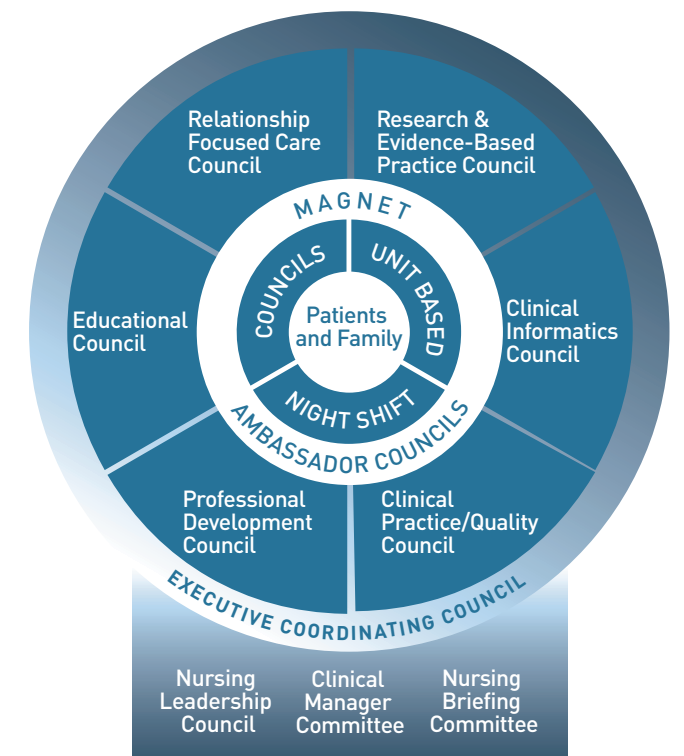 Relationship
Focused Care
Council
Research &
Evidence-Based
Practice Council
MAGNET
COUNCILS
UNIT BASED
Patients
and Family
Educational
Council
Clinical
Informatics
Council
NIGHT SHIFT
AMBASSADOR COUNCILS
Professional
Development
Council
Clinical
Practice/Quality
Council
EXECUTIVE COORDINATING COUNCIL
Nursing
Leadership
Council
Clinical
Manager
Committee
Nursing
Briefing
Committee